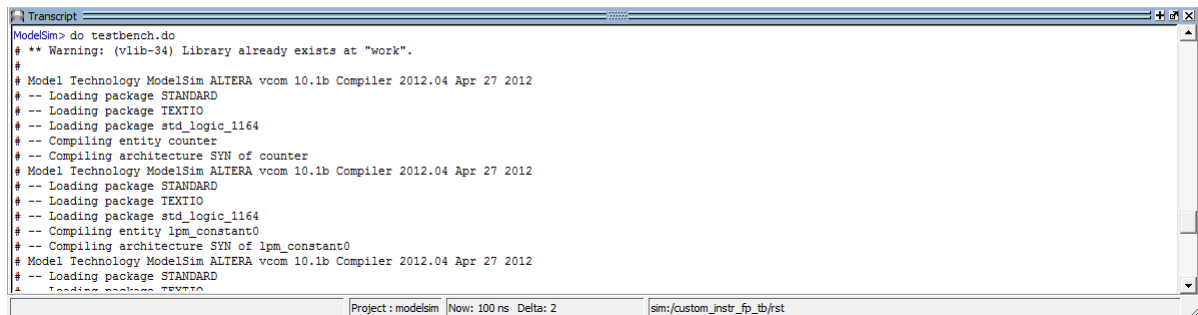 Transcript
ModelSim> do testbench.do
# ** Warning: (vlib-34) Library already exists at "work".
#
# Model Technology ModelSim ALTERA vcom 10.1b Compiler 2012.04 Apr 27 2012
# -- Loading package STANDARD
# -- Loading package TEXTIO
# -- Loading package std_logic_1164
# -- Compiling entity counter
# -- Compiling architecture SYN of counter
# Model Technology ModelSim ALTERA vcom 10.1b Compiler 2012.04 Apr 27 2012
# -- Loading package STANDARD
# -- Loading package TEXTIO
# -- Loading package std_logic_1164
# -- Compiling entity lpm_constant0
# -- Compiling architecture SYN of lpm_constant0
# Model Technology ModelSim ALTERA vcom 10.1b Compiler 2012.04 Apr 27 2012
# -- Loading package STANDARD
# -- Loading package TEXTIO
Project : modelsim Now: 100 ns Delta: 2 sim:/custom_instr_fp_tb/rst